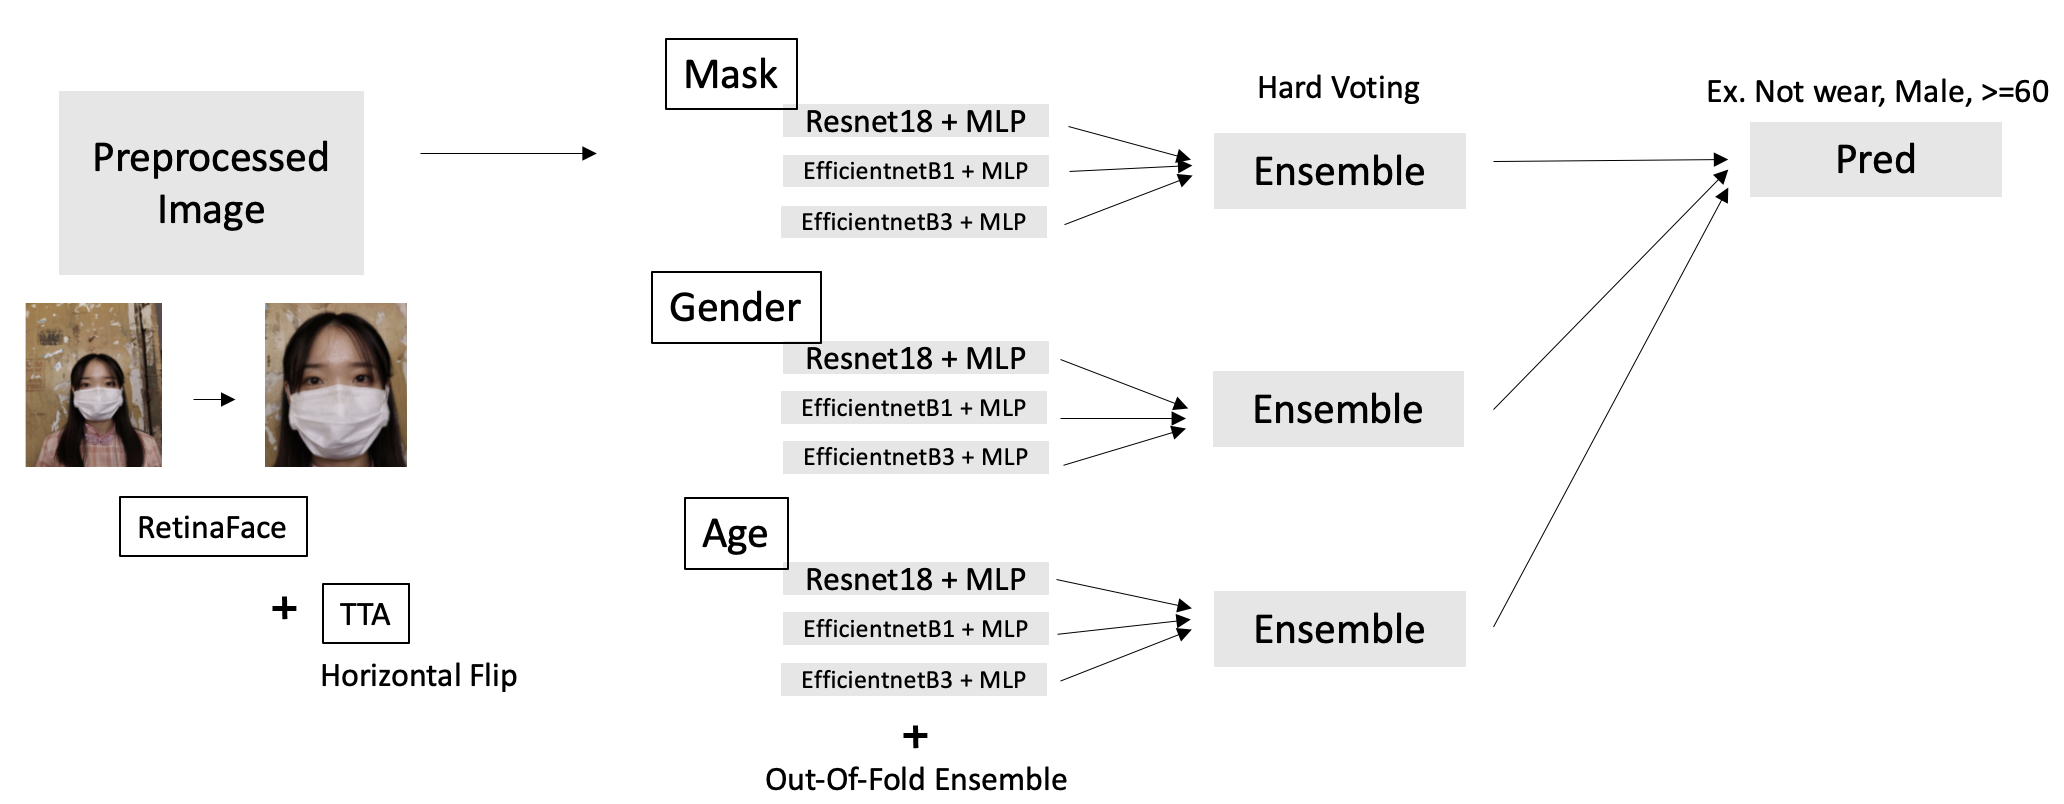 Preprocessed
Image
RetinaFace
+
TTA
Horizontal Flip
Mask
Resnet18 + MLP
EfficientnetB1 + MLP
EfficientnetB3 + MLP
Gender
Resnet18 + MLP
EfficientnetB1 + MLP
EfficientnetB3 + MLP
Age
Resnet18 + MLP
EfficientnetB1 + MLP
EfficientnetB3 + MLP
+
Out-Of-Fold Ensemble
Hard Voting
Ensemble
Ensemble
Ensemble
Ex. Not wear, Male, >=60
Pred